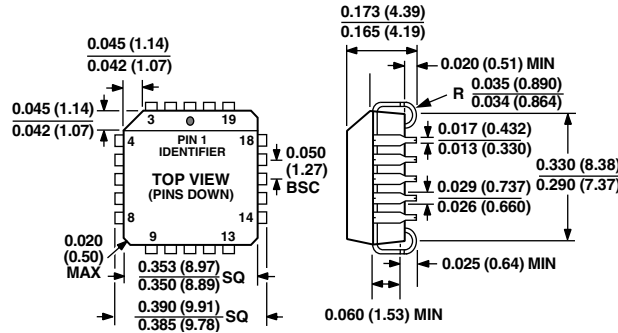 0.173 (4.39)
0.165 (4.19)
0.045 (1.14)
0.042 (1.07)
0.020 (0.51) MIN
R
0.035 (0.890)
0.034 (0.864)
0.045 (1.14)
0.042 (1.07)
3
19
4
PIN 1
IDENTIFIER
18
0.050
(1.27)
BSC
TOP VIEW
(PINS DOWN)
8
14
9
13
0.017 (0.432)
0.013 (0.330)
0.330 (8.38)
0.290 (7.37)
0.029 (0.737)
0.026 (0.660)
0.020
(0.50)
MAX
0.353 (8.97)
0.350 (8.89)
SQ
0.025 (0.64) MIN
0.390 (9.91)
0.385 (9.78)
SQ
0.060 (1.53) MIN